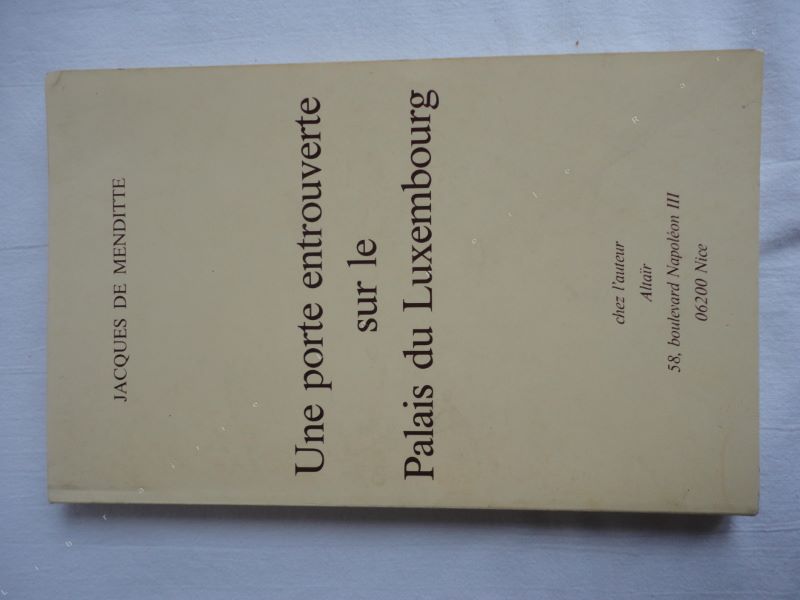 JACQUES DE MENDITTE
Une porte entrouverte
sur le
Palais du Luxembourg
chez l'auteur
Altaïr
58, boulevard Napoléon III
06200 Nice